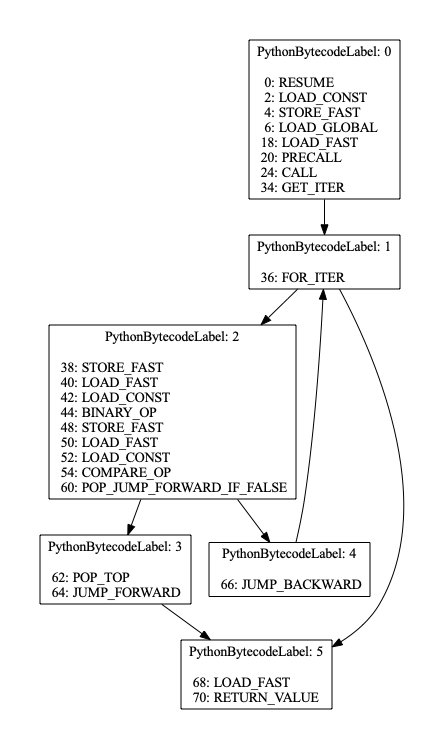 PythonBytecodeLabel: 0
0: RESUME
2: LOAD_CONST
4: STORE_FAST
6: LOAD_GLOBAL
18: LOAD_FAST
20: PRECALL
24: CALL
34: GET_ITER
PythonBytecodeLabel: 1
36: FOR_ITER
PythonBytecodeLabel: 2
38: STORE_FAST
40: LOAD_FAST
42: LOAD_CONST
44: BINARY_OP
48: STORE_FAST
50: LOAD_FAST
52: LOAD_CONST
54: COMPARE_OP
60: POP_JUMP_FORWARD_IF_FALSE
PythonBytecodeLabel: 3
62: POP_TOP
64: JUMP_FORWARD
PythonBytecodeLabel: 4
66: JUMP_BACKWARD
PythonBytecodeLabel: 5
68: LOAD_FAST
70: RETURN_VALUE